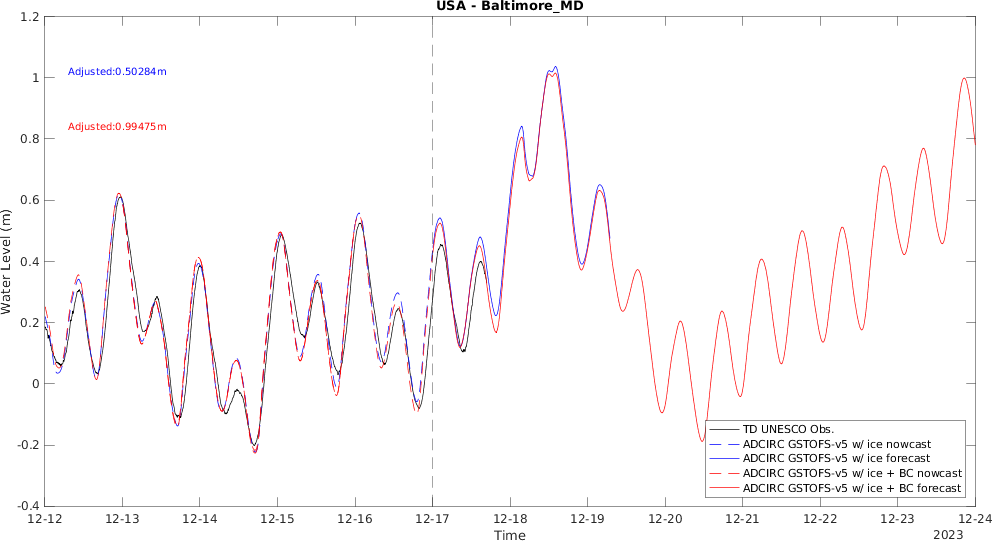 USA - Baltimore_MD
Adjusted:0.50284m
Adjusted:0.99475m
Water Level (m)
1.2
1
0.8
0.6
0.4
0.2
0
-0.2
-0.4
TD UNESCO Obs.
ADCIRC GSTOFS-v5 w/ ice nowcast
ADCIRC GSTOFS-v5 w/ ice forecast
ADCIRC GSTOFS-v5 w/ ice + BC nowcast
ADCIRC GSTOFS-v5 w/ ice + BC forecast
12-12 12-13 12-14 12-15 12-16 12-17 12-18 12-19 12-20 12-21 12-22 12-23 12-24
Time
2023